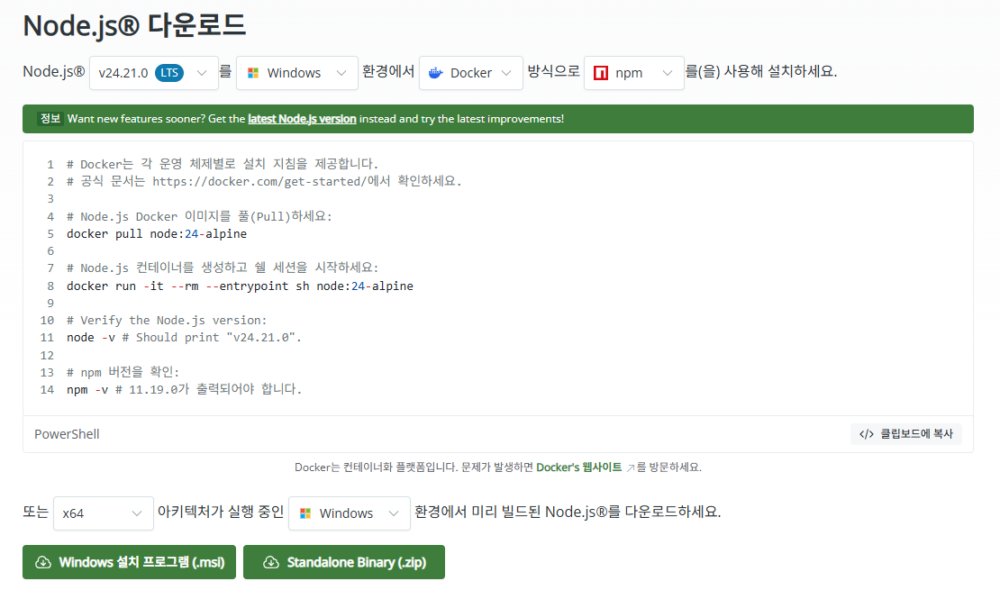 Node.js® 다운로드
Node.js® v24.21.0 LTS 를 Windows 환경에서 Docker 방식으로 npm 를(을) 사용해 설치하세요.
정보 Want new features sooner? Get the latest Node.js version instead and try the latest improvements!
1 # Docker는 각 운영 체제별로 설치 지침을 제공합니다.
2 # 공식 문서는 https://docker.com/get-started/에서 확인하세요.
3
4 # Node.js Docker 이미지를 풀(Pull)하세요:
5 docker pull node:24-alpine
6
7 # Node.js 컨테이너를 생성하고 쉘 세션을 시작하세요:
8 docker run -it --rm --entrypoint sh node:24-alpine
9
10 # Verify the Node.js version:
11 node -v # Should print "v24.21.0".
12
13 # npm 버전을 확인:
14 npm -v # 11.19.0가 출력되어야 합니다.
PowerShell </> 클립보드에 복사
Docker는 컨테이너화 플랫폼입니다. 문제가 발생하면 Docker's 웹사이트 ↗를 방문하세요.
또는 x64 아키텍처가 실행 중인 Windows 환경에서 미리 빌드된 Node.js®를 다운로드하세요.
Windows 설치 프로그램 (.msi) Standalone Binary (.zip)